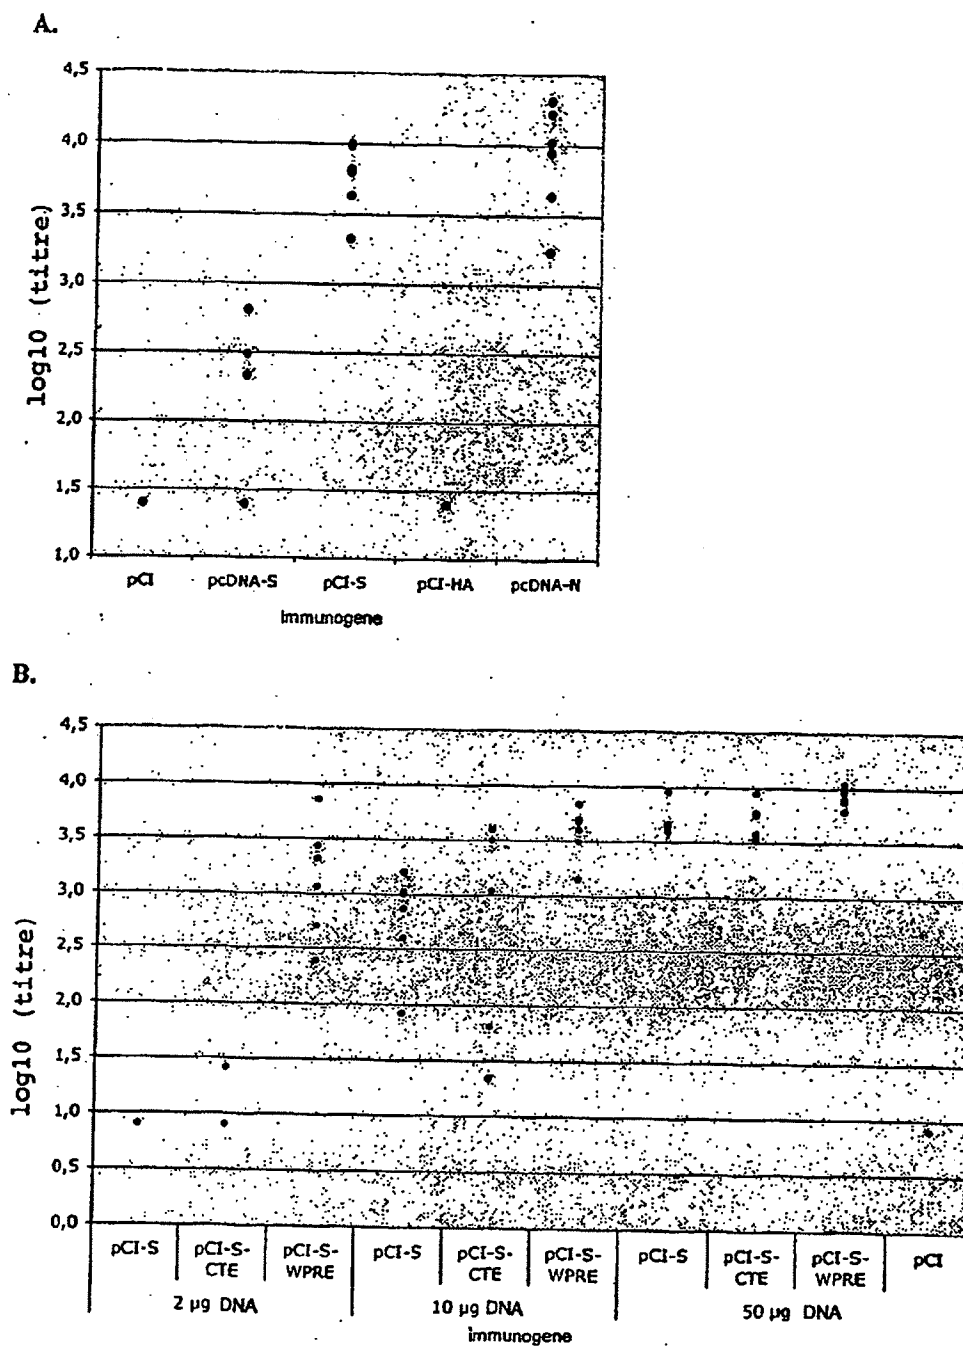 A.
4,5
4,0
3,5
3,0
2,5
2,0
1,5
1,0
log10 (titre)
pCI pcDNA-S pCI-S pCI-HA pcDNA-N
immunogene
B.
4,5
4,0
3,5
3,0
2,5
2,0
1,5
1,0
0,5
0,0
log10 (titre)
pCI-S pCI-S- pCI-S- pCI-S pCI-S- pCI-S- pCI-S pCI-S- pCI-S- pCI
CTE WPRE CTE WPRE CTE WPRE
2 µg DNA 10 µg DNA 50 µg DNA
immunogene